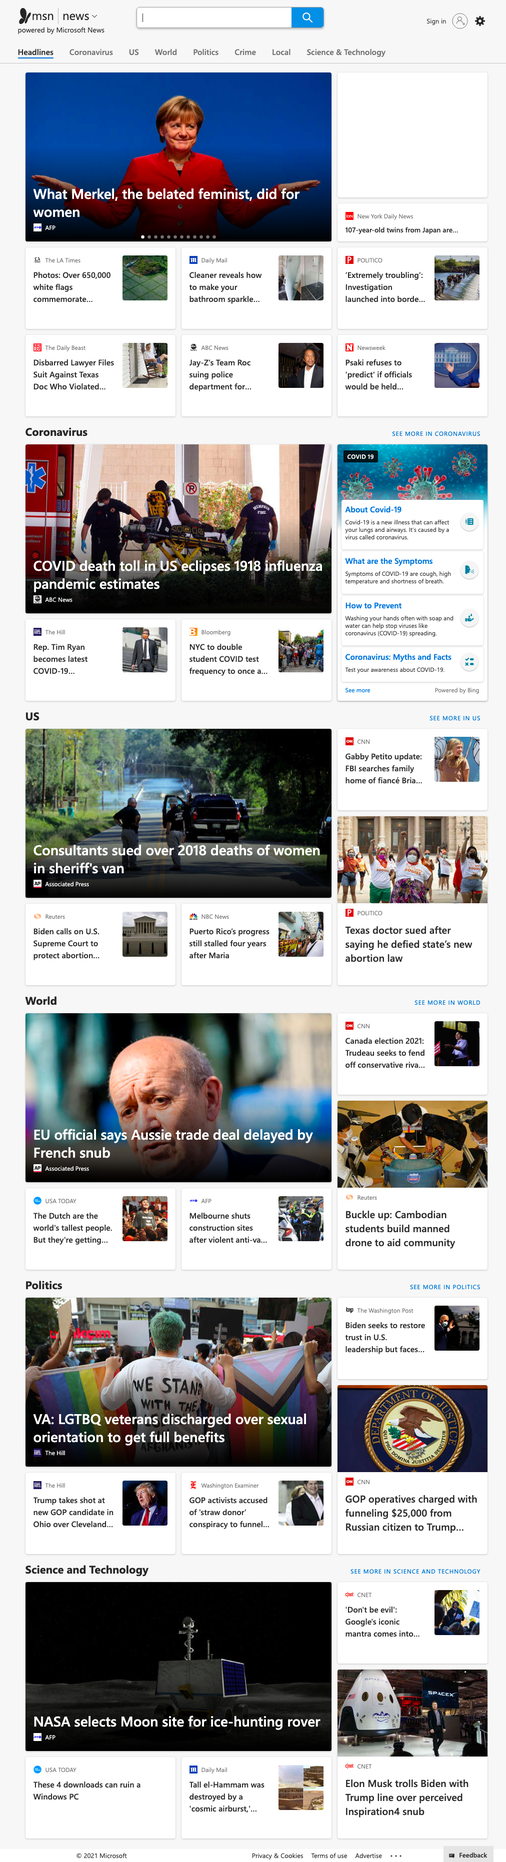 msn | news
powered by Microsoft News
Sign in
Headlines Coronavirus US World Politics Crime Local Science & Technology
What Merkel, the belated feminist, did for
women
AFP
New York Daily News
107-year-old twins from Japan are...
The LA Times
Photos: Over 650,000
white flags
commemorate...
Daily Mail
Cleaner reveals how
to make your
bathroom sparkle...
POLITICO
'Extremely troubling':
Investigation
launched into borde...
The Daily Beast
Disbarred Lawyer Files
Suit Against Texas
Doc Who Violated...
ABC News
Jay-Z's Team Roc
suing police
department for...
Newsweek
Psaki refuses to
'predict' if officials
would be held...
Coronavirus
SEE MORE IN CORONAVIRUS
COVID death toll in US eclipses 1918 influenza
pandemic estimates
ABC News
COVID 19
About Covid-19
Covid-19 is a new illness that can affect
your lungs and airways. It's caused by a
virus called coronavirus.
What are the Symptoms
Symptoms of COVID-19 are cough, high
temperature and shortness of breath.
How to Prevent
Washing your hands often with soap and
water can help stop viruses like
coronavirus (COVID-19) spreading.
Coronavirus: Myths and Facts
Test your awareness about COVID-19.
See more
Powered by Bing
The Hill
Rep. Tim Ryan
becomes latest
COVID-19...
Bloomberg
NYC to double
student COVID test
frequency to once a...
US
SEE MORE IN US
Consultants sued over 2018 deaths of women
in sheriff's van
Associated Press
CNN
Gabby Petito update:
FBI searches family
home of fiancé Bria...
POLITICO
Texas doctor sued after
saying he defied state's new
abortion law
Reuters
Biden calls on U.S.
Supreme Court to
protect abortion...
NBC News
Puerto Rico's progress
still stalled four years
after Maria
World
SEE MORE IN WORLD
EU official says Aussie trade deal delayed by
French snub
Associated Press
CNN
Canada election 2021:
Trudeau seeks to fend
off conservative riva...
Reuters
Buckle up: Cambodian
students build manned
drone to aid community
USA TODAY
The Dutch are the
world's tallest people.
But they're getting...
AFP
Melbourne shuts
construction sites
after violent anti-va...
Politics
SEE MORE IN POLITICS
WE STAN
WITH
VA: LGTBQ veterans discharged over sexual
orientation to get full benefits
The Hill
The Washington Post
Biden seeks to restore
trust in U.S.
leadership but faces...
DEPARTMENT OF JUSTICE
CNN
GOP operatives charged with
funneling $25,000 from
Russian citizen to Trump...
The Hill
Trump takes shot at
new GOP candidate in
Ohio over Cleveland...
Washington Examiner
GOP activists accused
of 'straw donor'
conspiracy to funnel...
Science and Technology
SEE MORE IN SCIENCE AND TECHNOLOGY
NASA selects Moon site for ice-hunting rover
AFP
CNET
'Don't be evil':
Google's iconic
mantra comes into...
SPACEX
CNET
Elon Musk trolls Biden with
Trump line over perceived
Inspiration4 snub
USA TODAY
These 4 downloads can ruin a
Windows PC
Daily Mail
Tall el-Hammam was
destroyed by a
'cosmic airburst,'...
© 2021 Microsoft
Privacy & Cookies Terms of use Advertise
Feedback